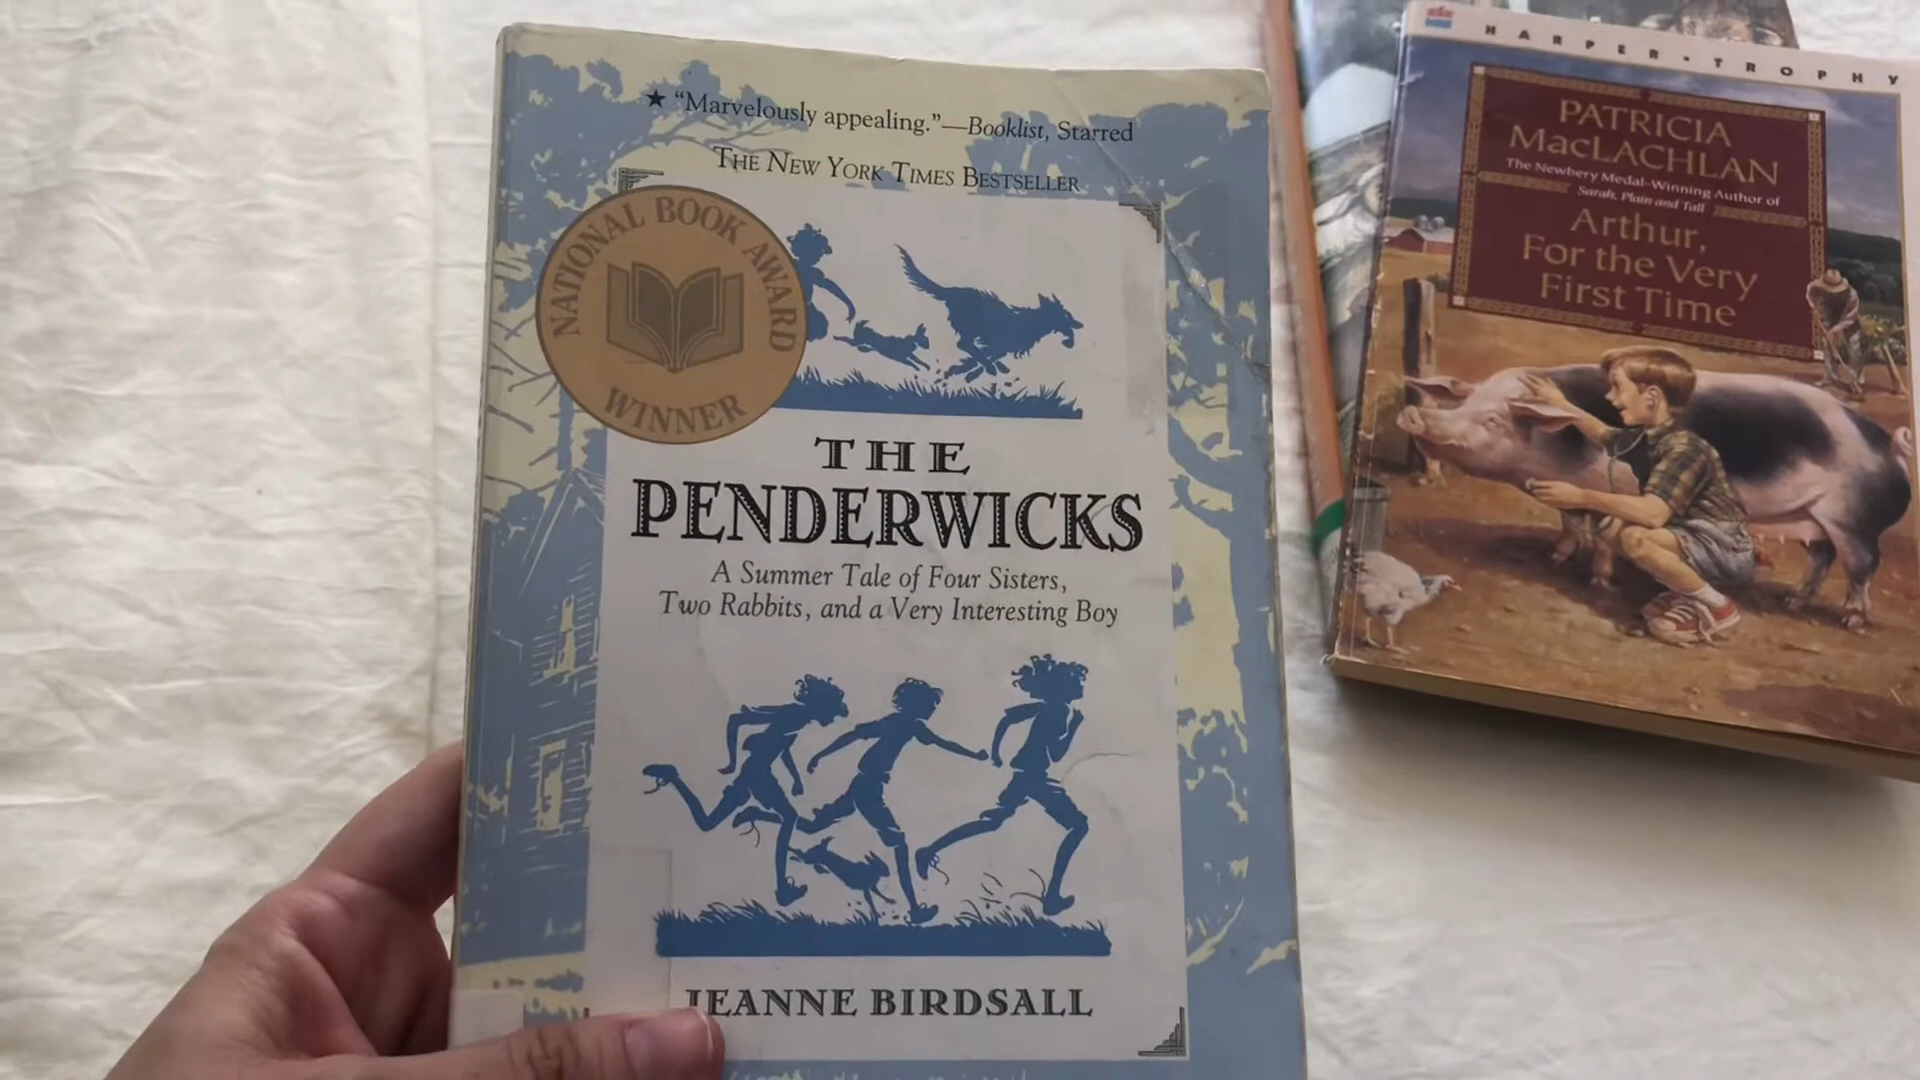 ★ “Marvelously appealing.”—Booklist, Starred
THE NEW YORK TIMES BESTSELLER
NATIONAL BOOK AWARD
WINNER
THE
PENDERWICKS
A Summer Tale of Four Sisters,
Two Rabbits, and a Very Interesting Boy
JEANNE BIRDSALL
HARPER • TROPHY
PATRICIA
MacLACHLAN
The Newbery Medal-Winning Author of
Sarah, Plain and Tall
Arthur,
For the Very
First Time